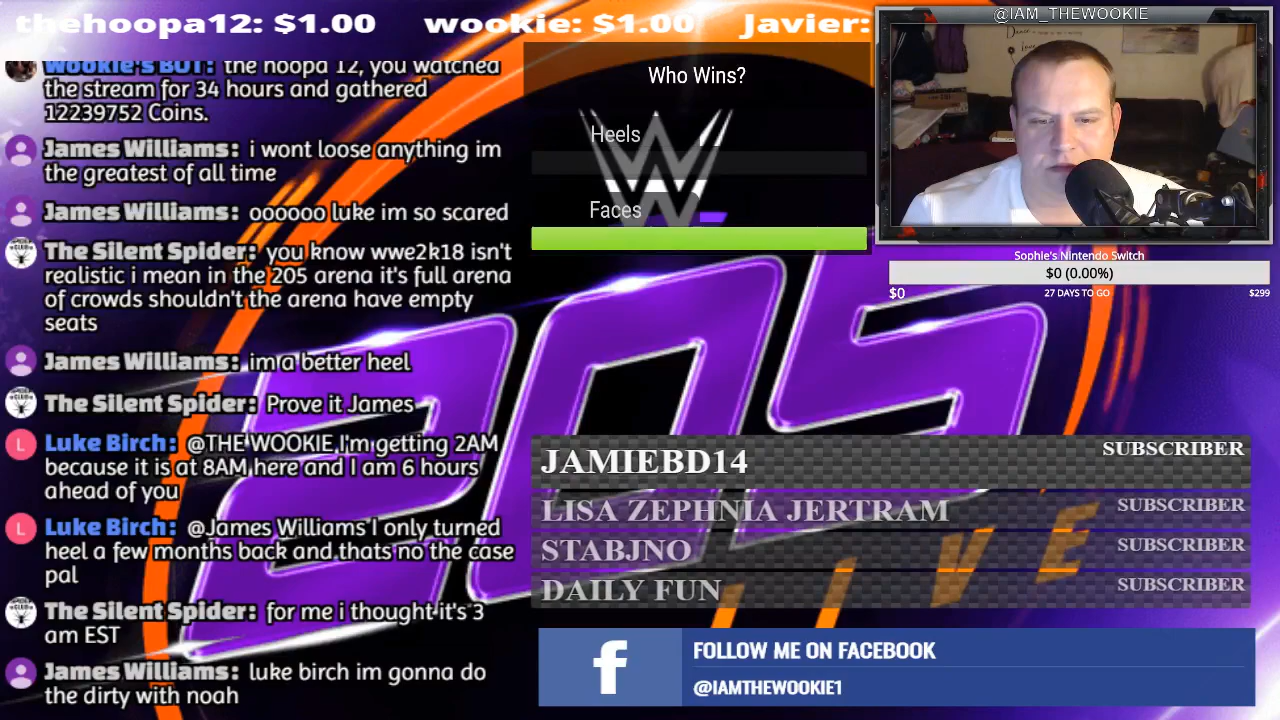 thehoopa12: $1.00 wookie: $1.00 Javier:
@IAM_THEWOOKIE
Wookie's BOT: the hoopa 12, you watched
the stream for 34 hours and gathered
12239752 Coins.
James Williams: i wont loose anything im
the greatest of all time
James Williams: oooooo luke im so scared
The Silent Spider: you know wwe2k18 isn't
realistic i mean in the 205 arena it's full arena
of crowds shouldn't the arena have empty
seats
James Williams: im a better heel
The Silent Spider: Prove it James
Luke Birch: @THE WOOKIE I'm getting 2AM
because it is at 8AM here and I am 6 hours
ahead of you
Luke Birch: @James Williams I only turned
heel a few months back and thats no the case
pal
The Silent Spider: for me i thought it's 3
am EST
James Williams: luke birch im gonna do
the dirty with noah
Who Wins?
Heels
Faces
W
Sophie's Nintendo Switch
$0 (0.00%)
$0 27 DAYS TO GO $299
205
LIVE
JAMIEBD14 SUBSCRIBER
LISA ZEPHNIA JERTRAM SUBSCRIBER
STABJNO SUBSCRIBER
DAILY FUN SUBSCRIBER
f
FOLLOW ME ON FACEBOOK
@IAMTHEWOOKIE1